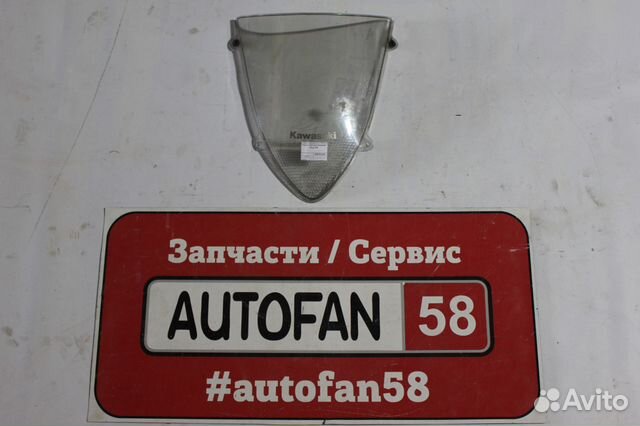 Kawasaki
Запчасти / Сервис
AUTOFAN 58
#autofan58
Avito